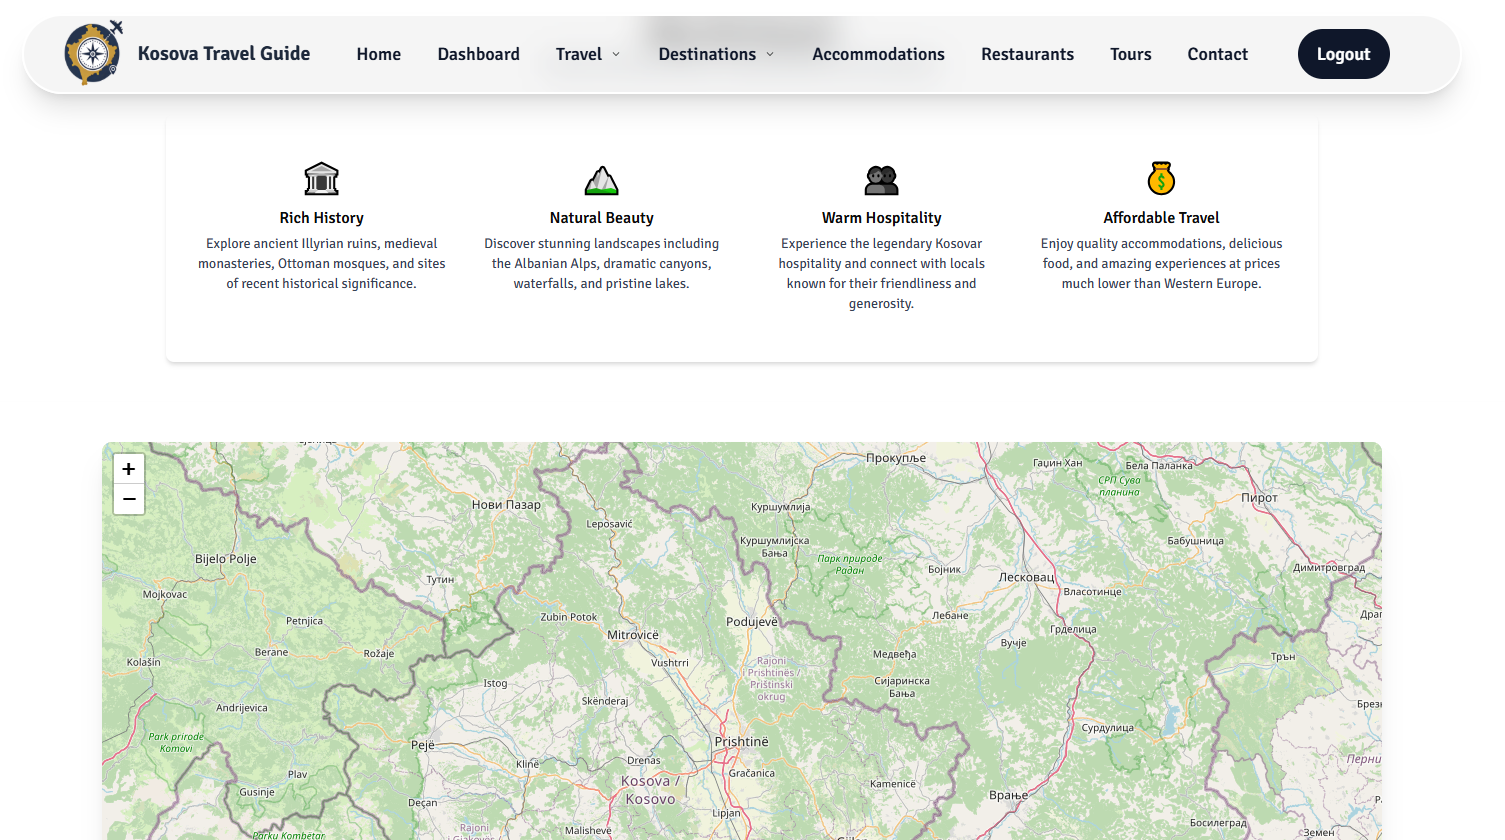 Kosova Travel Guide
Home
Dashboard
Travel
Destinations
Accommodations
Restaurants
Tours
Contact
Logout
Rich History
Explore ancient Illyrian ruins, medieval
monasteries, Ottoman mosques, and sites
of recent historical significance.
Natural Beauty
Discover stunning landscapes including
the Albanian Alps, dramatic canyons,
waterfalls, and pristine lakes.
Warm Hospitality
Experience the legendary Kosovar
hospitality and connect with locals
known for their friendliness and
generosity.
Affordable Travel
Enjoy quality accommodations, delicious
food, and amazing experiences at prices
much lower than Western Europe.
+
−
Прокупље
Гаџин Хан
Бела Паланка
СРП Сува
планина
Пирот
Нови Пазар
Куршумлија
Leposavić
Куршумлијска
Бања
Бабушница
Bijelo Polje
Парк природе
Радан
Бојник
Димитровград
Тутин
Лесковац
Mojkovac
Власотинце
Petnjica
Zubin Potok
Podujevë
Лебане
Mitrovicë
Грделица
Вучје
Berane
Rožaje
Медвеђа
Трън
Kolašin
Vushtrri
Rajoni
i Prishtinës /
Prištinski
okrug
Istog
Сијаринска
Бања
Skënderaj
Andrijevica
Сурдулица
Park prirode
Komovi
Pejë
Prishtinë
Klinë
Drenas
Gračanica
Plav
Kosova /
Kosovo
Kamenicë
Gusinje
Врање
Deçan
Lipjan
Босилеград
Malishevë
Rajoni
Parku Kombëtar
Земен